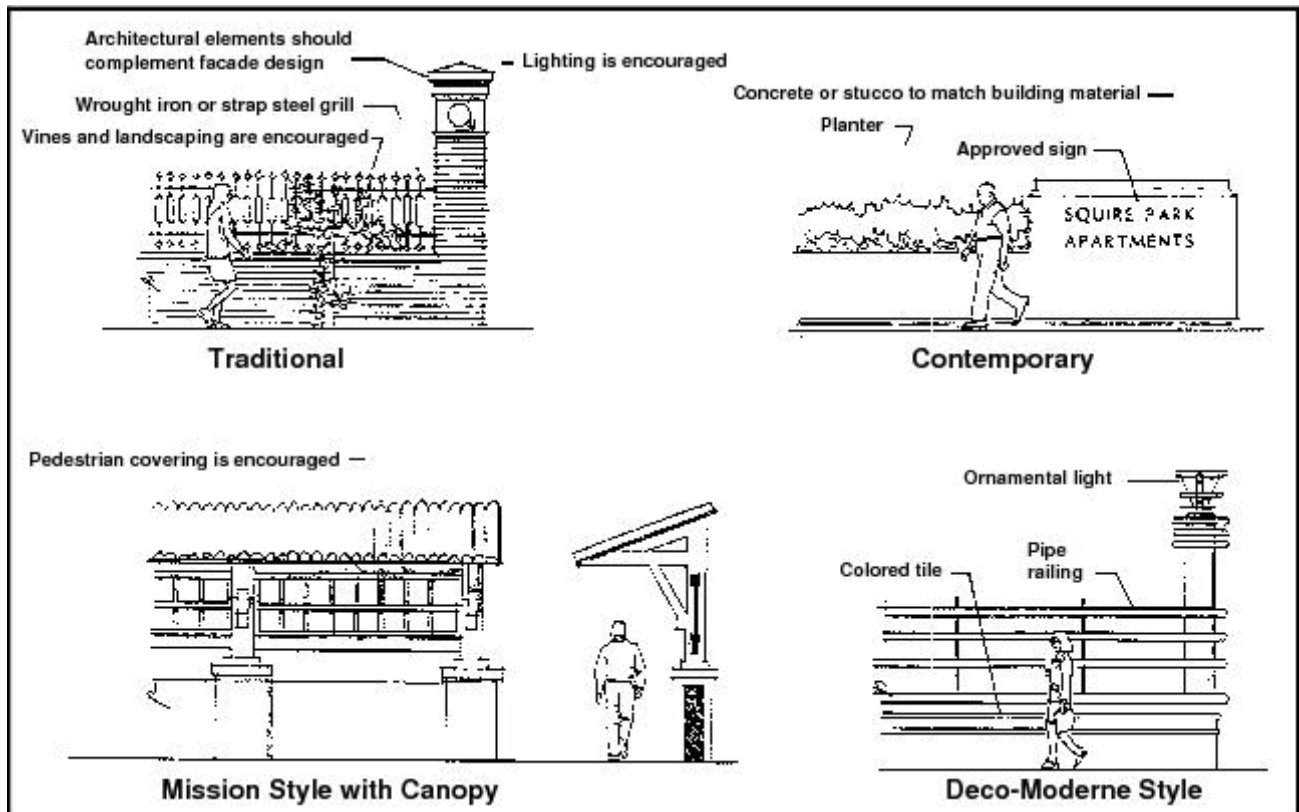 Architectural elements should
complement facade design
Lighting is encouraged
Wrought iron or strap steel grill
Vines and landscaping are encouraged
Traditional
Concrete or stucco to match building material
Planter
Approved sign
SQUIRE PARK
APARTMENTS
Contemporary
Pedestrian covering is encouraged
Mission Style with Canopy
Ornamental light
Pipe
railing
Colored tile
Deco-Moderne Style